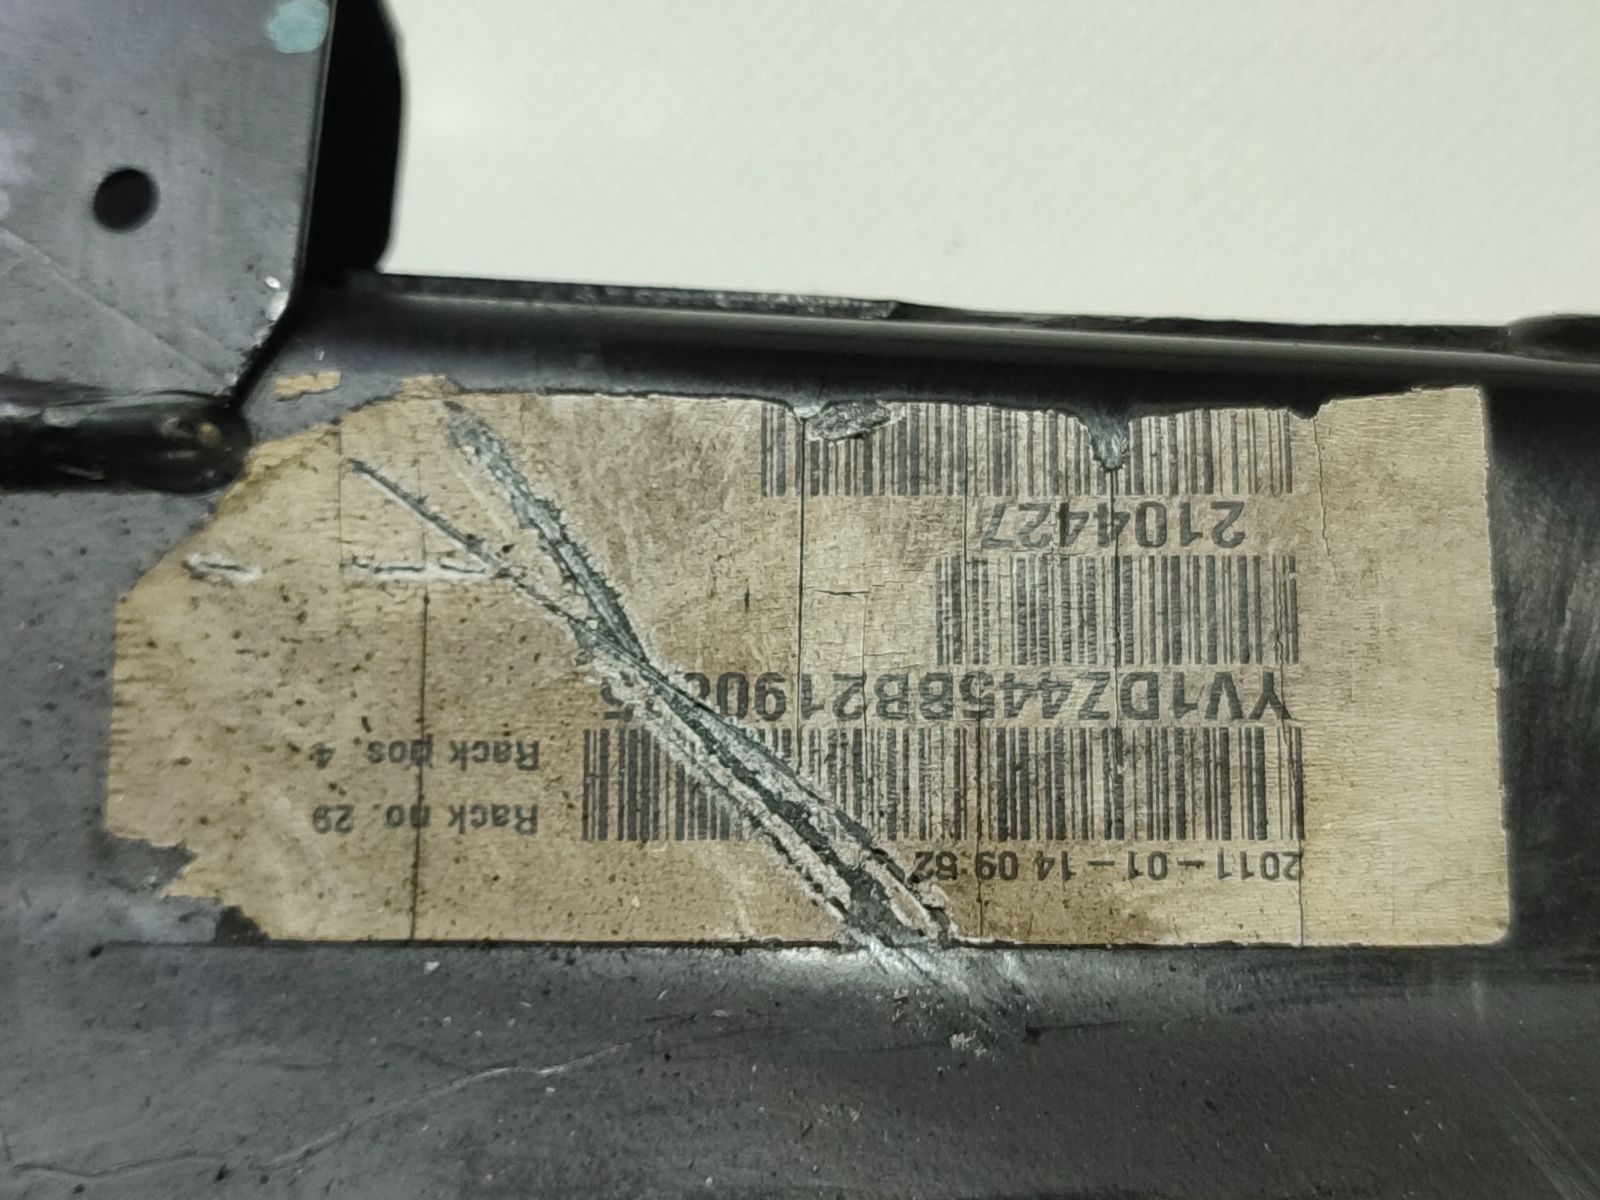 2011-01-14 09:52
Rack no. 29
Rack pos. 4
2104427